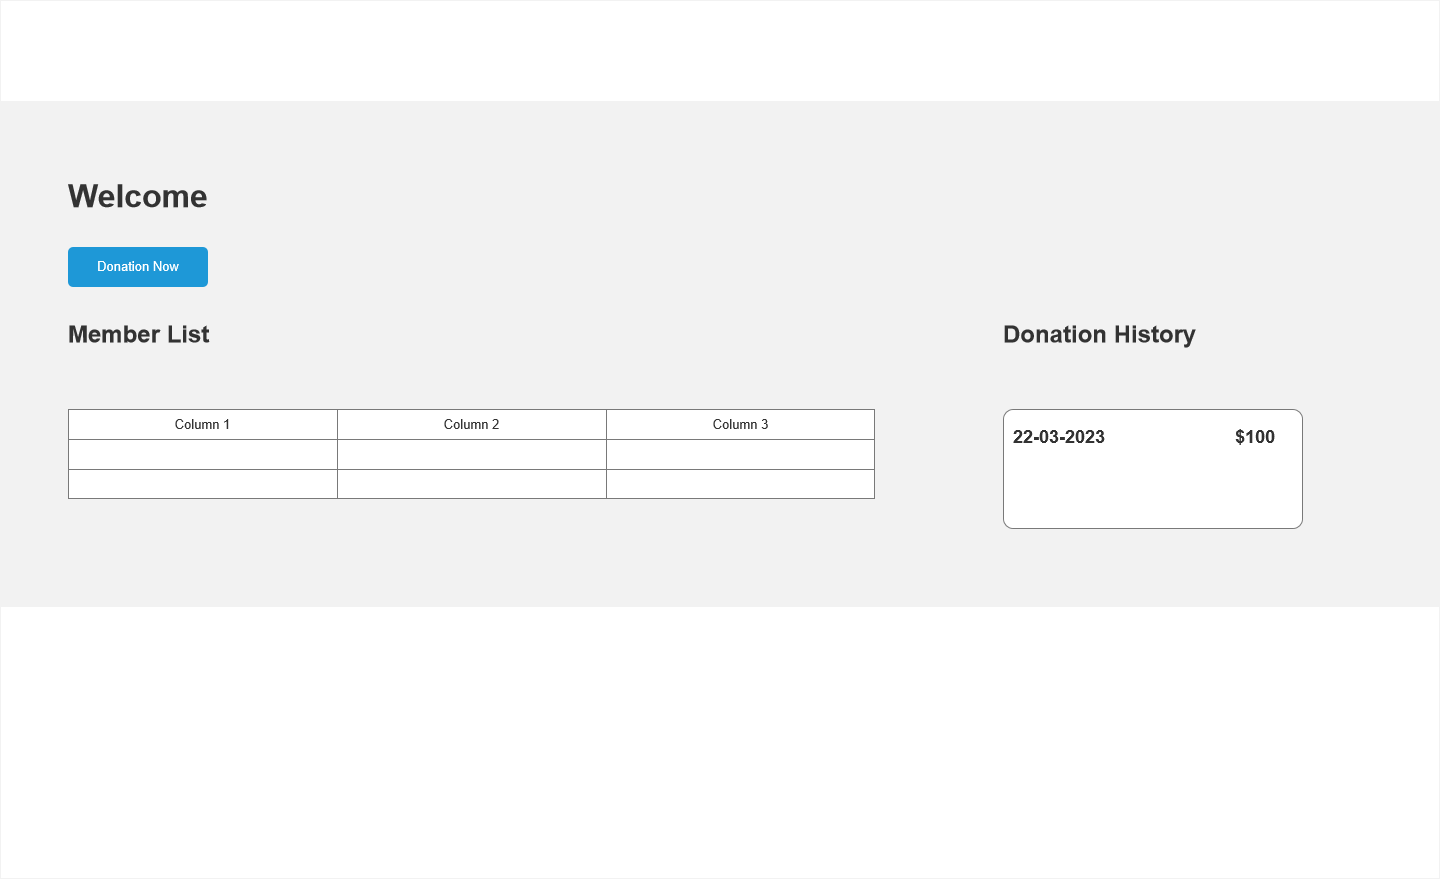 Welcome
Donation Now
Member List
Donation History
Column 1 Column 2 Column 3
22-03-2023 $100